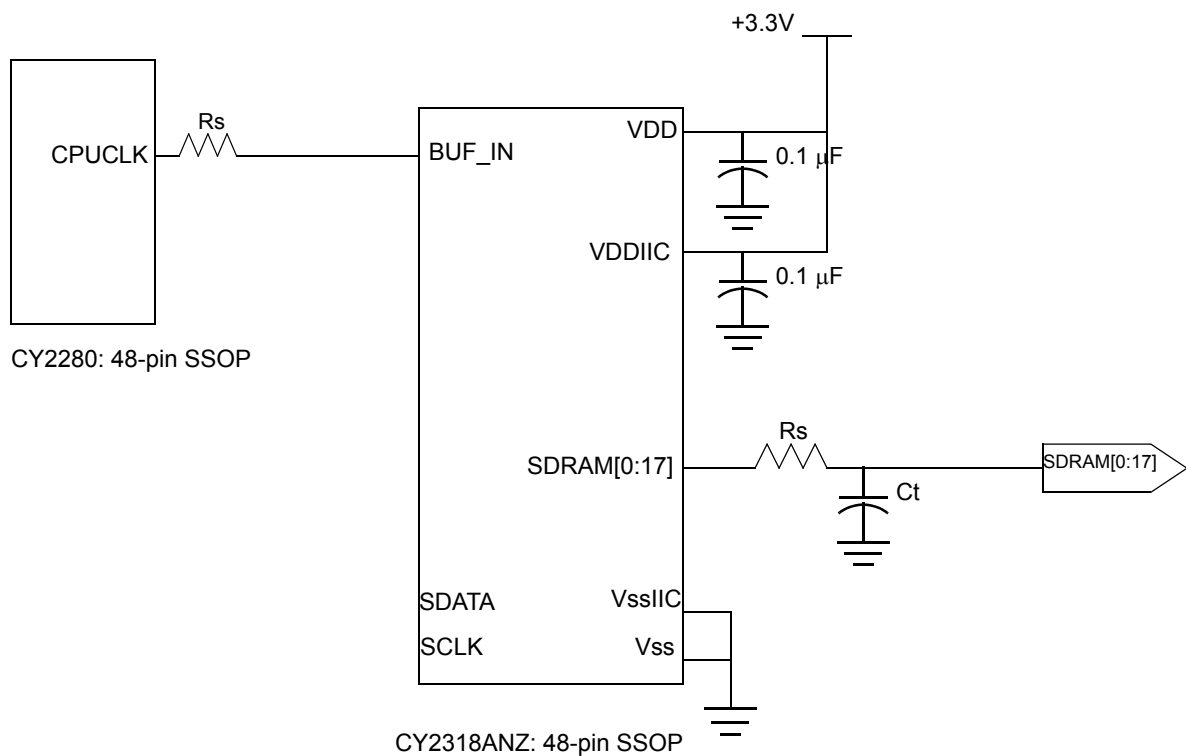 +3.3V
Rs
CPUCLK
BUF_IN
VDD
0.1 μF
VDDIIC
0.1 μF
CY2280: 48-pin SSOP
SDRAM[0:17]
Rs
SDRAM[0:17]
Ct
SDATA
VssIIC
SCLK
Vss
CY2318ANZ: 48-pin SSOP